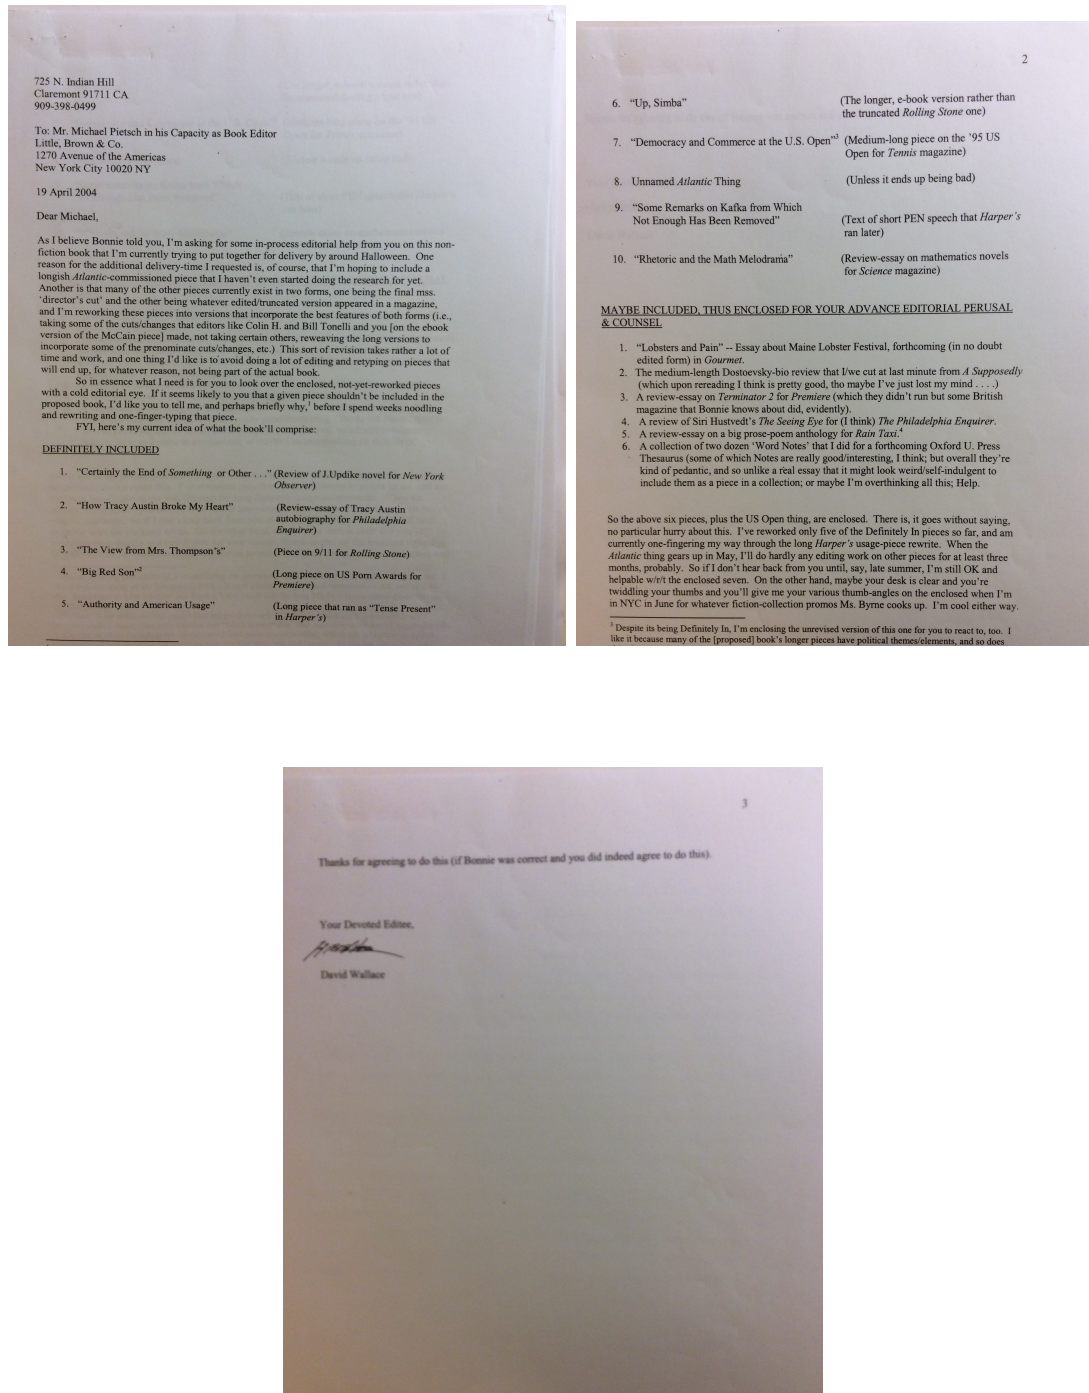 725 N. Indian Hill
Claremont 91711 CA
909-398-0499
To: Mr. Michael Pietsch in his Capacity as Book Editor
Little, Brown & Co.
1270 Avenue of the Americas
New York City 10020 NY
19 April 2004
Dear Michael,
As I believe Bonnie told you, I'm asking for some in-process editorial help from you on this non-
fiction book that I'm currently trying to put together for delivery by around Halloween. One
reason for the additional delivery-time I requested is, of course, that I'm hoping to include a
longish Atlantic-commissioned piece that I haven't even started doing the research for yet.
Another is that many of the other pieces currently exist in two forms, one being the final mss.
'director's cut' and the other being whatever edited/truncated version appeared in a magazine,
and I'm reworking these pieces into versions that incorporate the best features of both forms (i.e.,
taking some of the cuts/changes that editors like Colin H. and Bill Tonelli and you [on the ebook
version of the McCain piece] made, not taking certain others, reweaving the long versions to
incorporate some of the prenominate cuts/changes, etc.) This sort of revision takes rather a lot of
time and work, and one thing I'd like is to avoid doing a lot of editing and retyping on pieces that
will end up, for whatever reason, not being part of the actual book.
So in essence what I need is for you to look over the enclosed, not-yet-reworked pieces
with a cold editorial eye. If it seems likely to you that a given piece shouldn't be included in the
proposed book, I'd like you to tell me, and perhaps briefly why,¹ before I spend weeks noodling
and rewriting and one-finger-typing that piece.
FYI, here's my current idea of what the book'll comprise:
DEFINITELY INCLUDED
1. "Certainly the End of Something or Other . . ." (Review of J.Updike novel for New York
Observer)
2. "How Tracy Austin Broke My Heart" (Review-essay of Tracy Austin
autobiography for Philadelphia
Enquirer)
3. "The View from Mrs. Thompson's" (Piece on 9/11 for Rolling Stone)
4. "Big Red Son"² (Long piece on US Porn Awards for
Premiere)
5. "Authority and American Usage" (Long piece that ran as "Tense Present"
in Harper's)
2
6. "Up, Simba" (The longer, e-book version rather than
the truncated Rolling Stone one)
7. "Democracy and Commerce at the U.S. Open"³ (Medium-long piece on the '95 US
Open for Tennis magazine)
8. Unnamed Atlantic Thing (Unless it ends up being bad)
9. "Some Remarks on Kafka from Which
Not Enough Has Been Removed" (Text of short PEN speech that Harper's
ran later)
10. "Rhetoric and the Math Melodrama" (Review-essay on mathematics novels
for Science magazine)
MAYBE INCLUDED, THUS ENCLOSED FOR YOUR ADVANCE EDITORIAL PERUSAL
& COUNSEL
1. "Lobsters and Pain" -- Essay about Maine Lobster Festival, forthcoming (in no doubt
edited form) in Gourmet.
2. The medium-length Dostoevsky-bio review that I/we cut at last minute from A Supposedly
(which upon rereading I think is pretty good, tho maybe I've just lost my mind . . . .)
3. A review-essay on Terminator 2 for Premiere (which they didn't run but some British
magazine that Bonnie knows about did, evidently).
4. A review of Siri Hustvedt's The Seeing Eye for (I think) The Philadelphia Enquirer.
5. A review-essay on a big prose-poem anthology for Rain Taxi.⁴
6. A collection of two dozen 'Word Notes' that I did for a forthcoming Oxford U. Press
Thesaurus (some of which Notes are really good/interesting, I think; but overall they're
kind of pedantic, and so unlike a real essay that it might look weird/self-indulgent to
include them as a piece in a collection; or maybe I'm overthinking all this; Help.
So the above six pieces, plus the US Open thing, are enclosed. There is, it goes without saying,
no particular hurry about this. I've reworked only five of the Definitely In pieces so far, and am
currently one-fingering my way through the long Harper's usage-piece rewrite. When the
Atlantic thing gears up in May, I'll do hardly any editing work on other pieces for at least three
months, probably. So if I don't hear back from you until, say, late summer, I'm still OK and
helpable w/r/t the enclosed seven. On the other hand, maybe your desk is clear and you're
twiddling your thumbs and you'll give me your various thumb-angles on the enclosed when I'm
in NYC in June for whatever fiction-collection promos Ms. Byrne cooks up. I'm cool either way.
³ Despite its being Definitely In, I'm enclosing the unrevised version of this one for you to react to, too. I
like it because many of the [proposed] book's longer pieces have political themes/elements, and so does
3
Thanks for agreeing to do this (if Bonnie was correct and you did indeed agree to do this).
Your Devoted Editee,
David Wallace